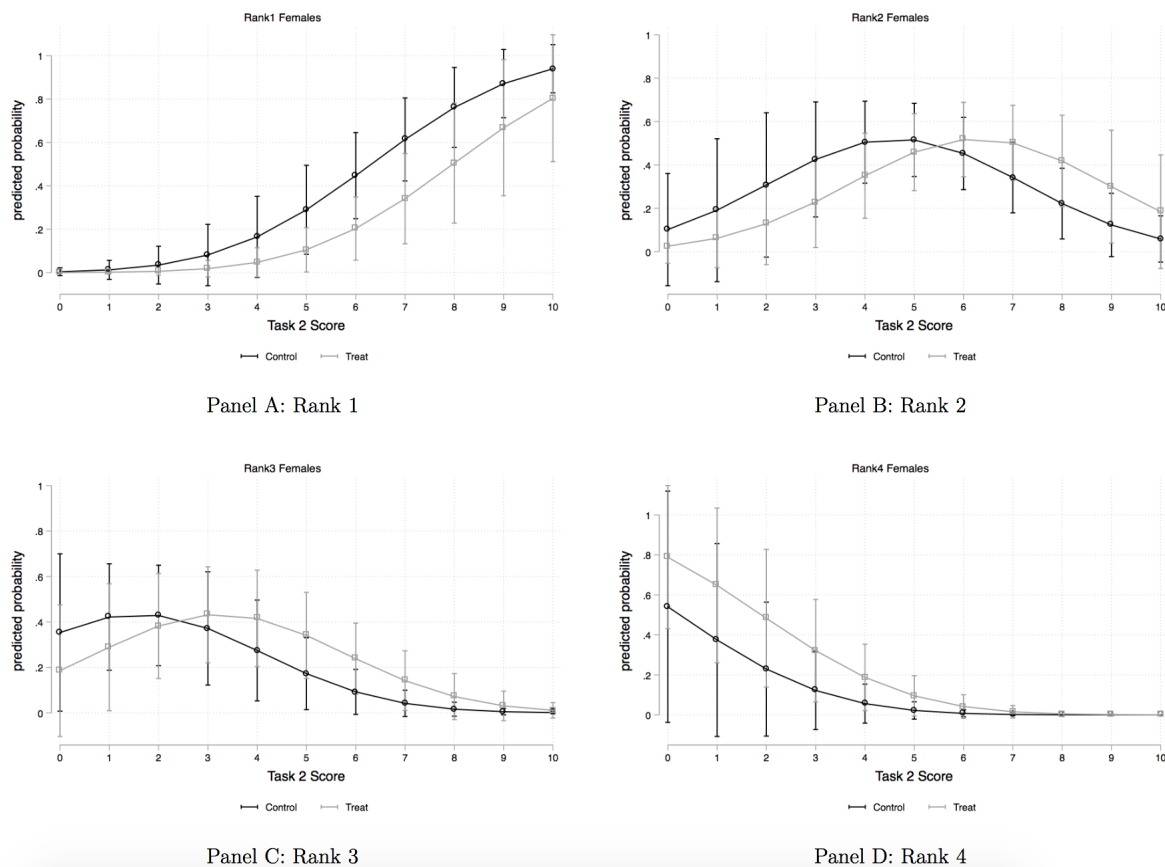 Rank1 Females
predicted probability
1
.8
.6
.4
.2
0
0 1 2 3 4 5 6 7 8 9 10
Task 2 Score
Control Treat
Panel A: Rank 1
Rank2 Females
predicted probability
1
.8
.6
.4
.2
0
0 1 2 3 4 5 6 7 8 9 10
Task 2 Score
Control Treat
Panel B: Rank 2
Rank3 Females
predicted probability
1
.8
.6
.4
.2
0
0 1 2 3 4 5 6 7 8 9 10
Task 2 Score
Control Treat
Panel C: Rank 3
Rank4 Females
predicted probability
1
.8
.6
.4
.2
0
0 1 2 3 4 5 6 7 8 9 10
Task 2 Score
Control Treat
Panel D: Rank 4